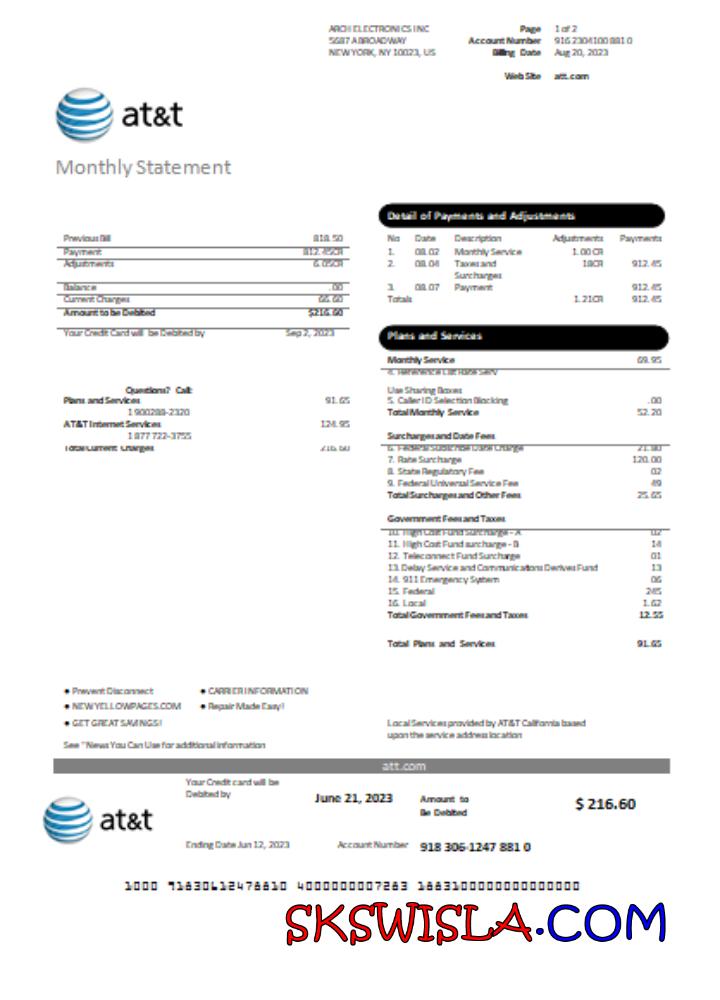 ARCH ELECTRONICS INC
5687 ABROADWAY
NEW YORK, NY 10023, US
Page 1 of 2
Account Number 916 2304100 881 0
Billing Date Aug 20, 2023
Web Site att.com
at&t
Monthly Statement
Previous Bill 818.50
Payment 812.45CR
Adjustments 6.05CR
Balance .00
Current Charges 66.60
Amount to be Debited $216.60
Your Credit Card will be Debited by Sep 2, 2023
Questions? Call:
Plans and Services 91.65
1 900288-2320
AT&T Internet Services 124.95
1 877 722-3755
Total Current Charges 216.60
Detail of Payments and Adjustments
No Date Description Adjustments Payments
1. 08.02 Monthly Service 1.00 CR
2. 08.04 Taxes and 18CR 912.45
Surcharges
3. 08.07 Payment 912.45
Totals 1.21CR 912.45
Plans and Services
Monthly Service 69.95
4. Reference List Rate Serv
Use Sharing Boxes
5. Caller ID Selection Blocking .00
Total Monthly Service 52.20
Surcharges and Date Fees
6. Federal Subscribe Date Charge 21.80
7. Rate Surcharge 120.00
8. State Regulatory Fee 02
9. Federal Universal Service Fee 49
Total Surcharges and Other Fees 25.65
Government Fees and Taxes
10. High Cost Fund Surcharge - A 02
11. High Cost Fund surcharge - B 14
12. Teleconnect Fund Surcharge 01
13. Delay Service and Communications Derives Fund 13
14. 911 Emergency System 06
15. Federal 245
16. Local 1.62
Total Government Fees and Taxes 12.55
Total Plans and Services 91.65
● Prevent Disconnect ● CARRIER INFORMATION
● NEW YELLOWPAGES.COM ● Repair Made Easy!
● GET GREAT SAVINGS!
See "News You Can Use for additional information
Local Services provided by AT&T California based
upon the service address location
att.com
Your Credit card will be
Debited by
June 21, 2023
Amount to
Be Debited
$ 216.60
at&t
Ending Date Jun 12, 2023
Account Number 918 306-1247 881 0
1000 91830612478810 4000000007283 18831000000000000000
SKSWISLA.COM